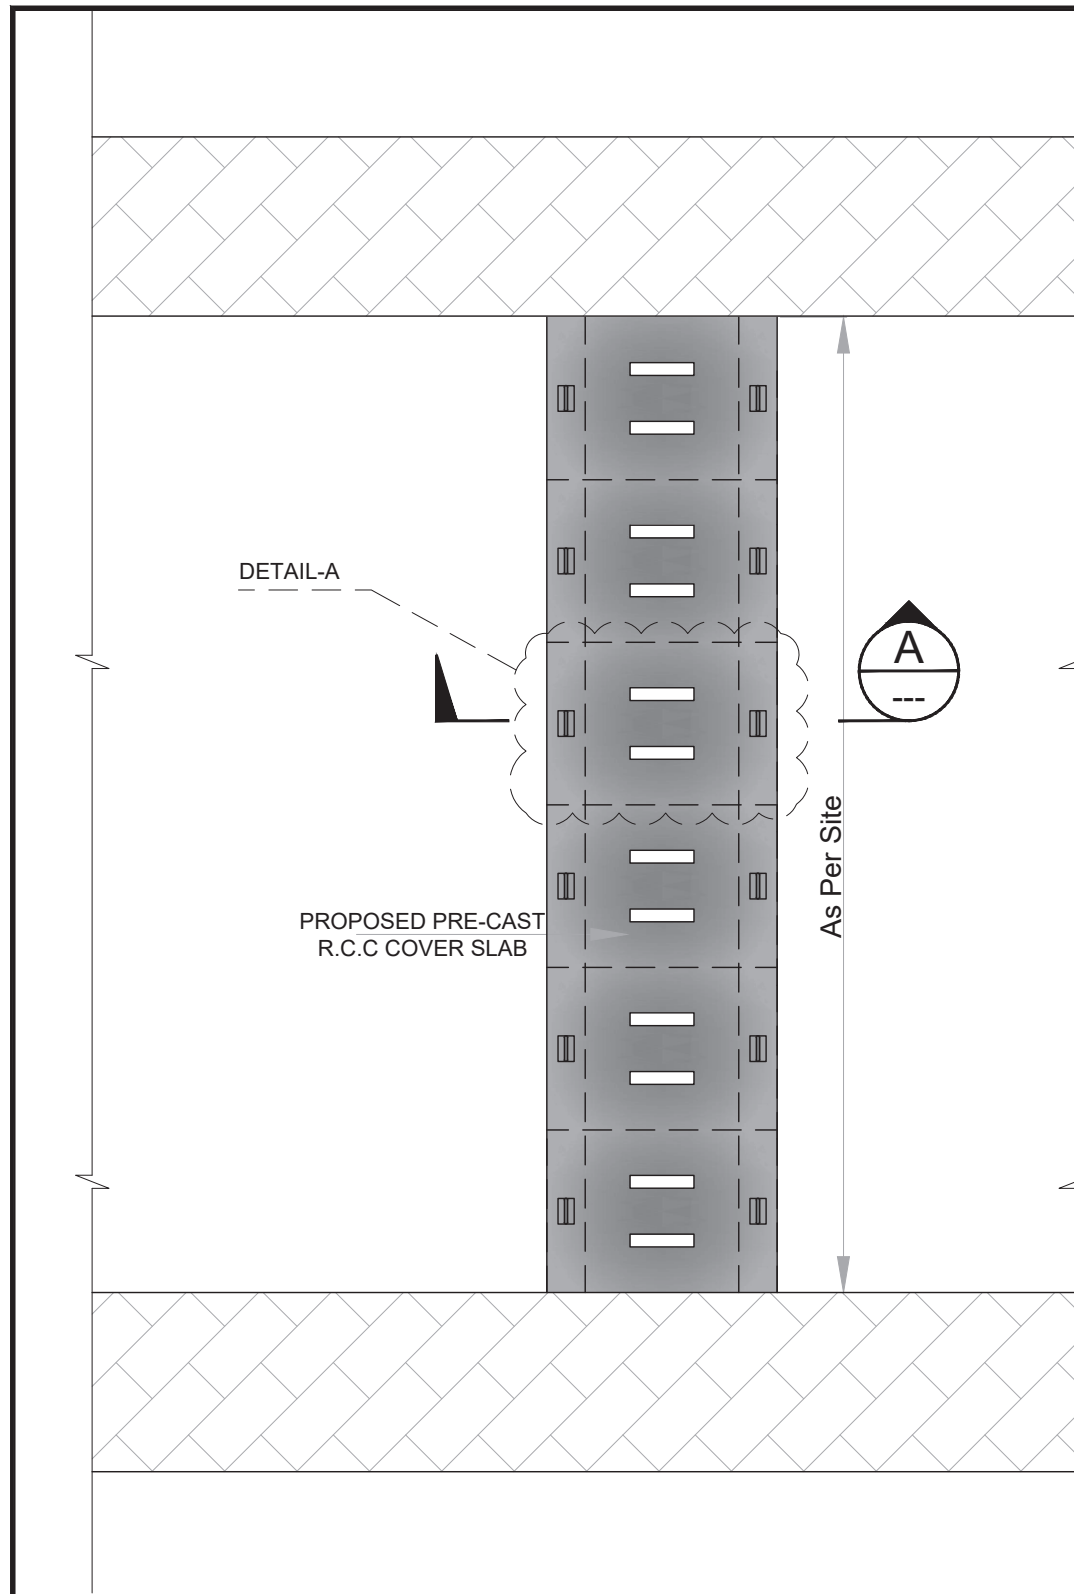 DETAIL-A
A
---
As Per Site
PROPOSED PRE-CAST
R.C.C COVER SLAB